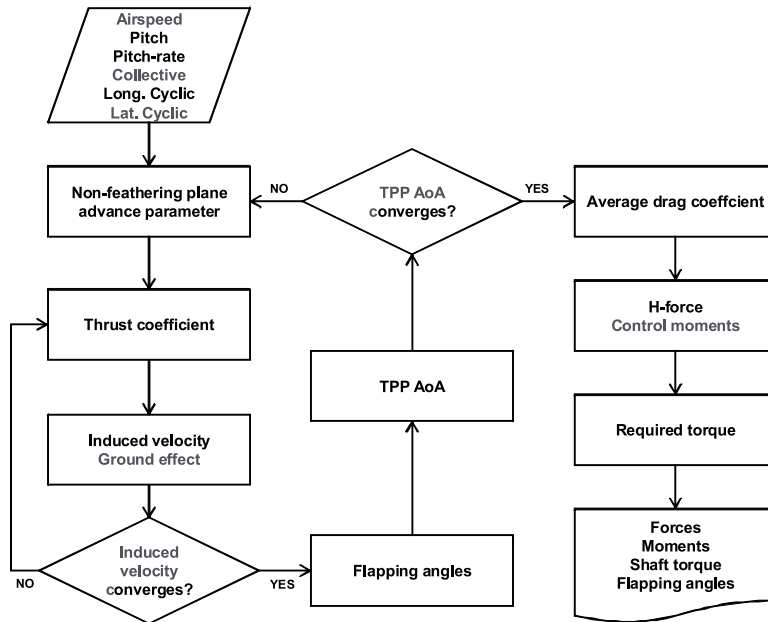 Airspeed
Pitch
Pitch-rate
Collective
Long. Cyclic
Lat. Cyclic
Non-feathering plane
advance parameter
NO
TPP AoA
converges?
YES
Average drag coeffcient
Thrust coefficient
H-force
Control moments
TPP AoA
Induced velocity
Ground effect
Required torque
Induced
velocity
converges?
NO
YES
Flapping angles
Forces
Moments
Shaft torque
Flapping angles